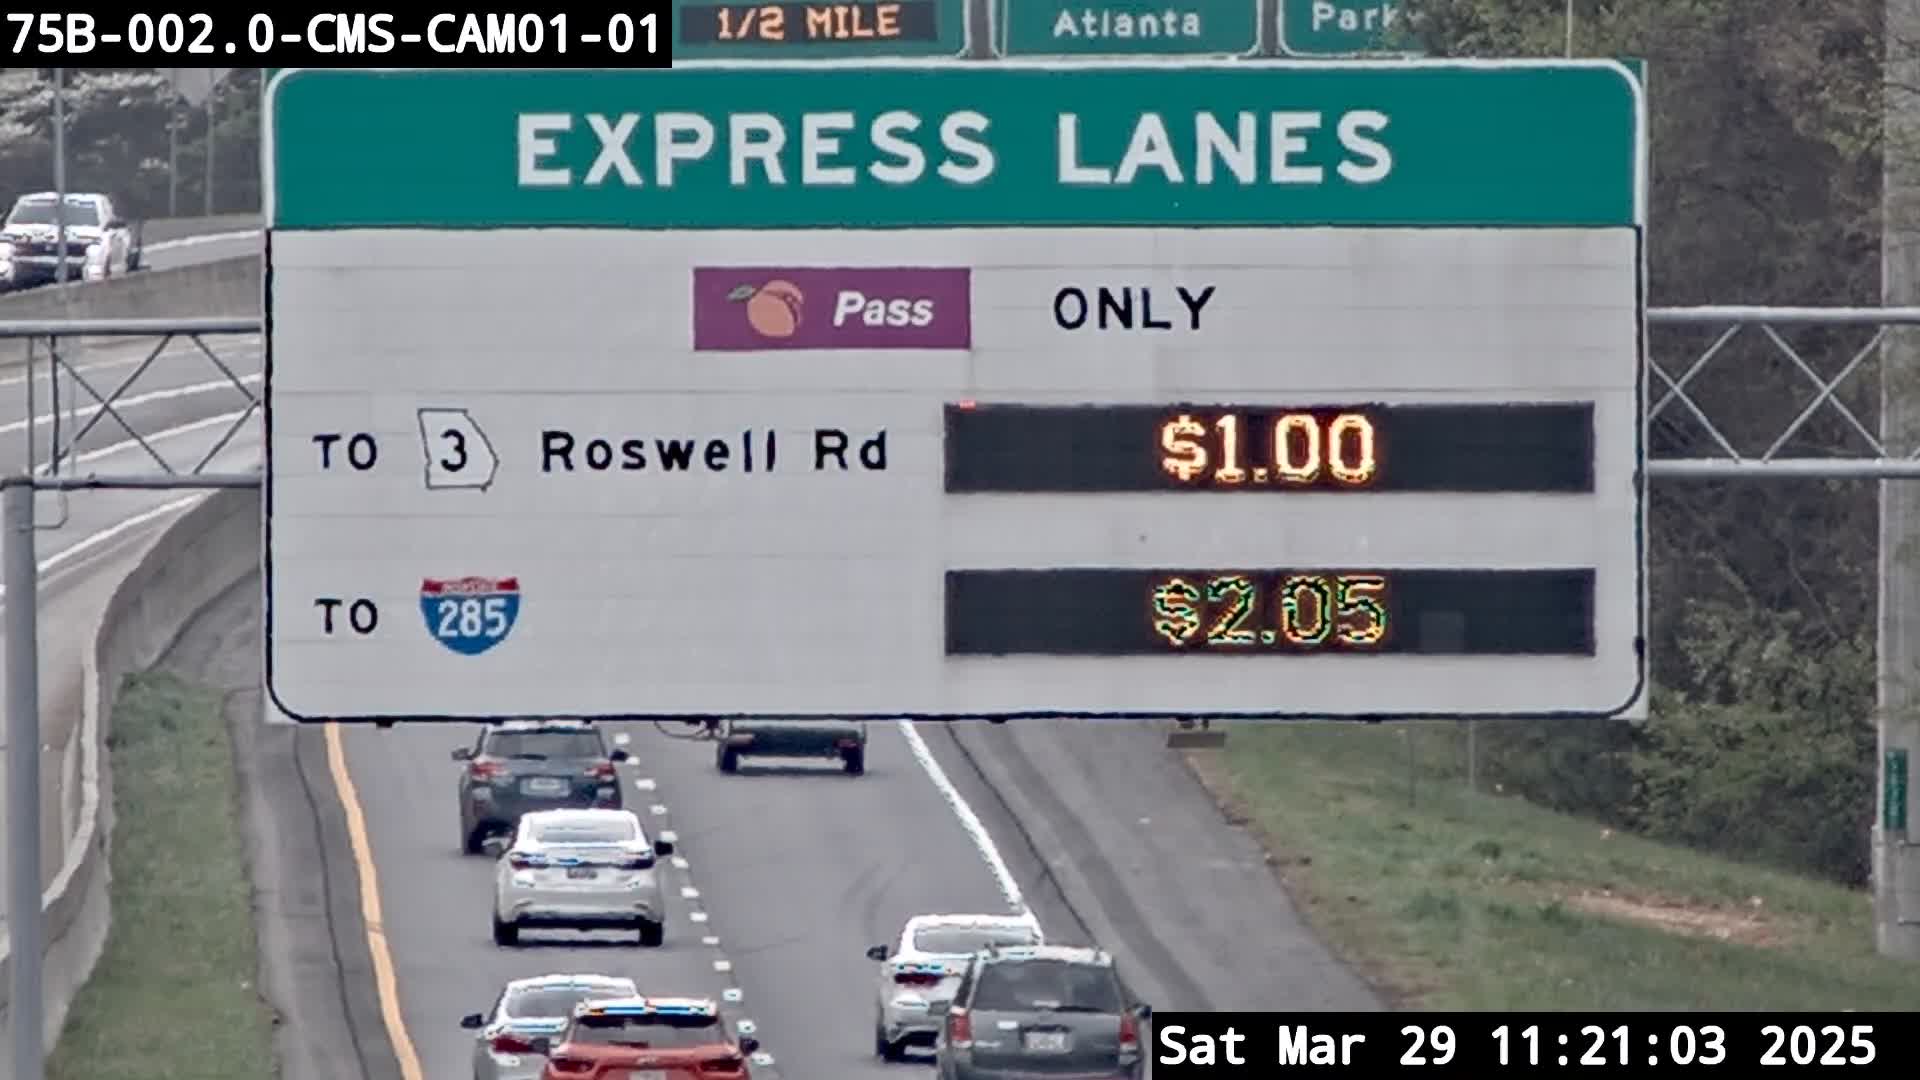 75B-002.0-CMS-CAM01-01
1/2 MILE
Atlanta
Park
EXPRESS LANES
Pass ONLY
TO 3 Roswell Rd $1.00
TO 285 $2.05
Sat Mar 29 11:21:03 2025